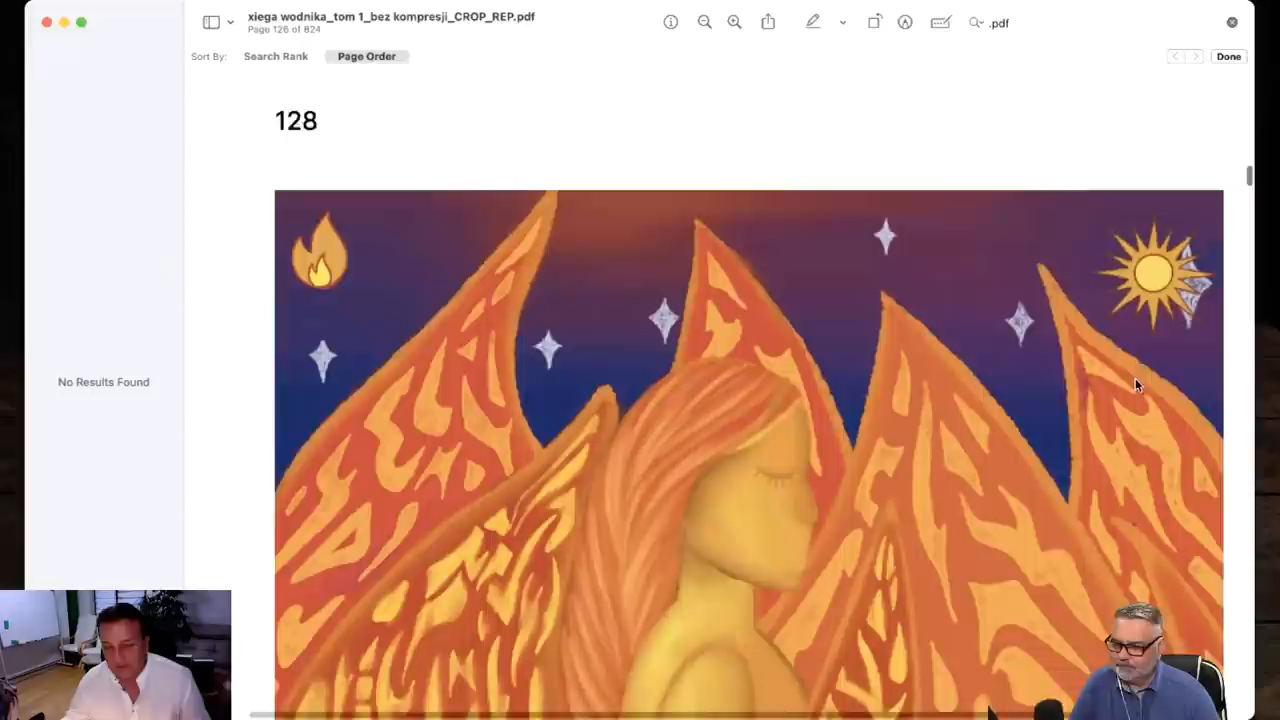 xiega wodnika_tom 1_bez kompresji_CROP_REP.pdf
Page 126 of 824
.pdf
Sort By:
Search Rank
Page Order
Done
128
No Results Found